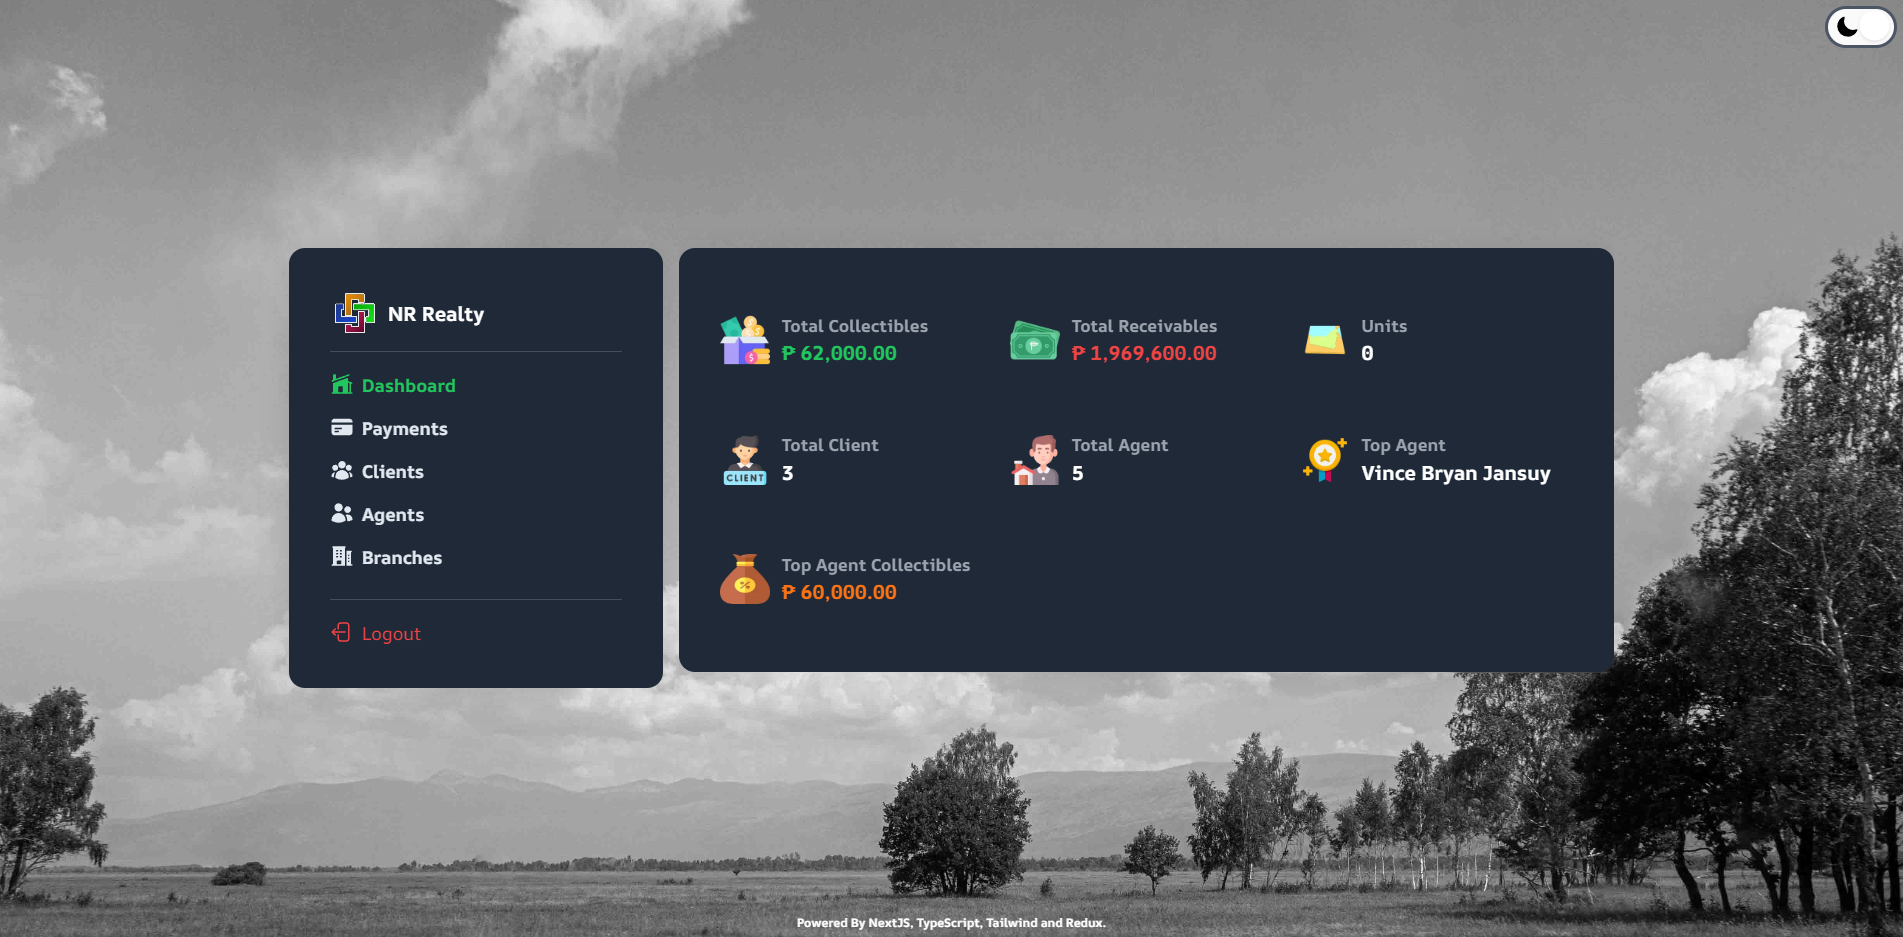 NR Realty
Dashboard
Payments
Clients
Agents
Branches
Logout
Total Collectibles
₱ 62,000.00
Total Receivables
₱ 1,969,600.00
Units
0
CLIENT
Total Client
3
Total Agent
5
Top Agent
Vince Bryan Jansuy
Top Agent Collectibles
₱ 60,000.00
Powered By NextJS, TypeScript, Tailwind and Redux.